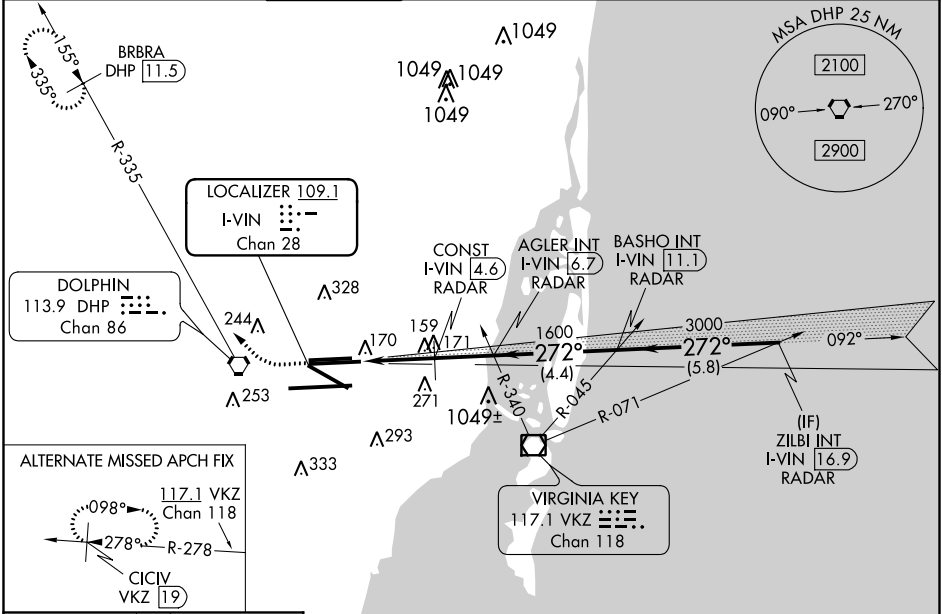 MSA DHP 25 NM
2100
090°
270°
2900
1049
1049
1049
1049
155°
335°
BRBRA
DHP 11.5
R-335
LOCALIZER 109.1
I-VIN
Chan 28
DOLPHIN
113.9 DHP
Chan 86
CONST
I-VIN 4.6
RADAR
AGLER INT
I-VIN 6.7
RADAR
BASHO INT
I-VIN 11.1
RADAR
328
244
170
159
171
253
271
1049±
293
333
1600
272°
(4.4)
3000
272°
(5.8)
092°
R-340
R-045
R-071
(IF)
ZILBI INT
I-VIN 16.9
RADAR
VIRGINIA KEY
117.1 VKZ
Chan 118
ALTERNATE MISSED APCH FIX
117.1 VKZ
Chan 118
098°
278°
R-278
CICIV
VKZ 19